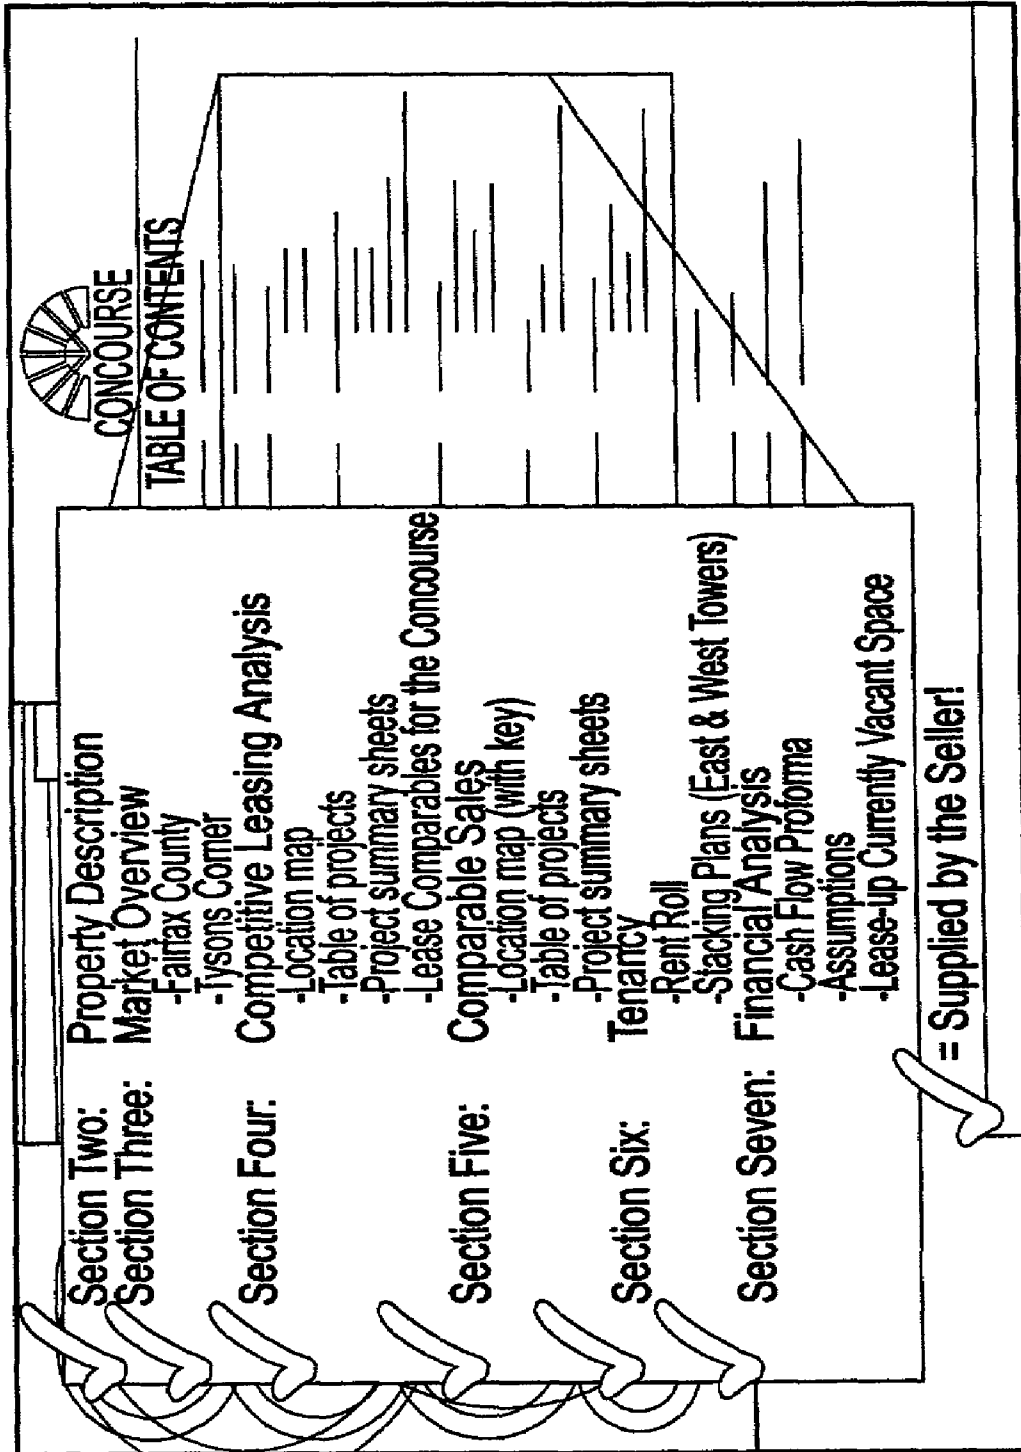 CONCOURSE
TABLE OF CONTENTS
Section Two: Property Description
Section Three: Market Overview
-Fairfax County
-Tysons Corner
Section Four: Competitive Leasing Analysis
-Location map
-Table of projects
-Project summary sheets
-Lease Comparables for the Concourse
Section Five: Comparable Sales
-Location map (with key)
-Table of projects
-Project summary sheets
Section Six: Tenancy
-Rent Roll
-Stacking Plans (East & West Towers)
Section Seven: Financial Analysis
-Cash Flow Profoma
-Assumptions
-Lease-up Currently Vacant Space
= Supplied by the Seller!